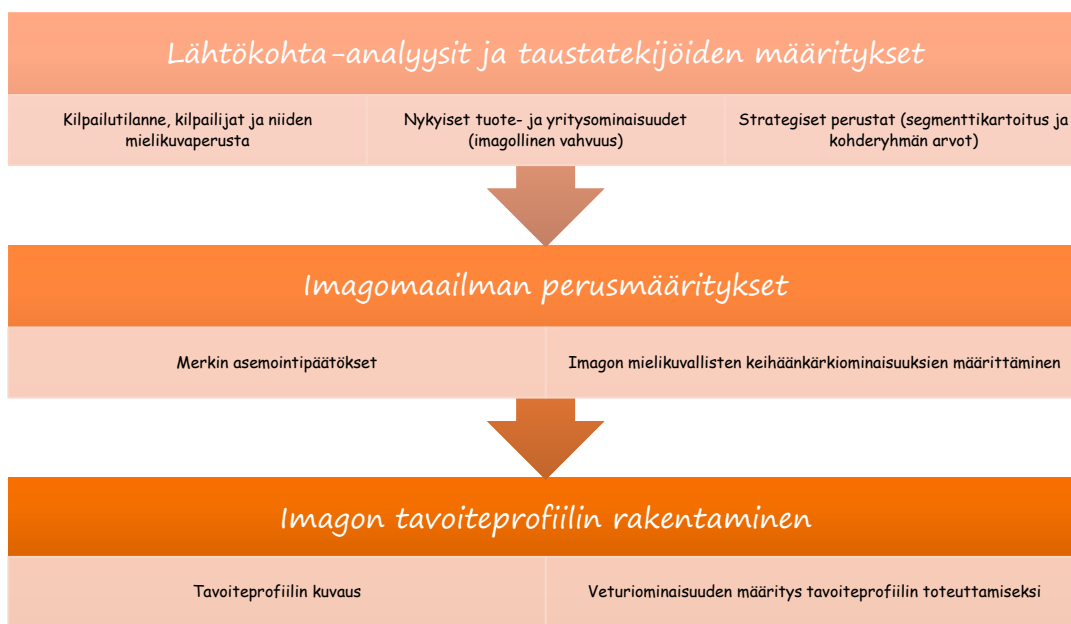 Lähtökohta-analyysit ja taustatekijöiden määritykset
Kilpailutilanne, kilpailijat ja niiden
mielikuvaperusta
Nykyiset tuote- ja yritysominaisuudet
(imagollinen vahvuus)
Strategiset perustat (segmenttikartoitus ja
kohderyhmän arvot)
Imagomaailman perusmääritykset
Merkin asemointipäätökset
Imagon mielikuvallisten keihäänkärkiominaisuuksien määrittäminen
Imagon tavoiteprofiilin rakentaminen
Tavoiteprofiilin kuvaus
Veturiominaisuuden määritys tavoiteprofiilin toteuttamiseksi